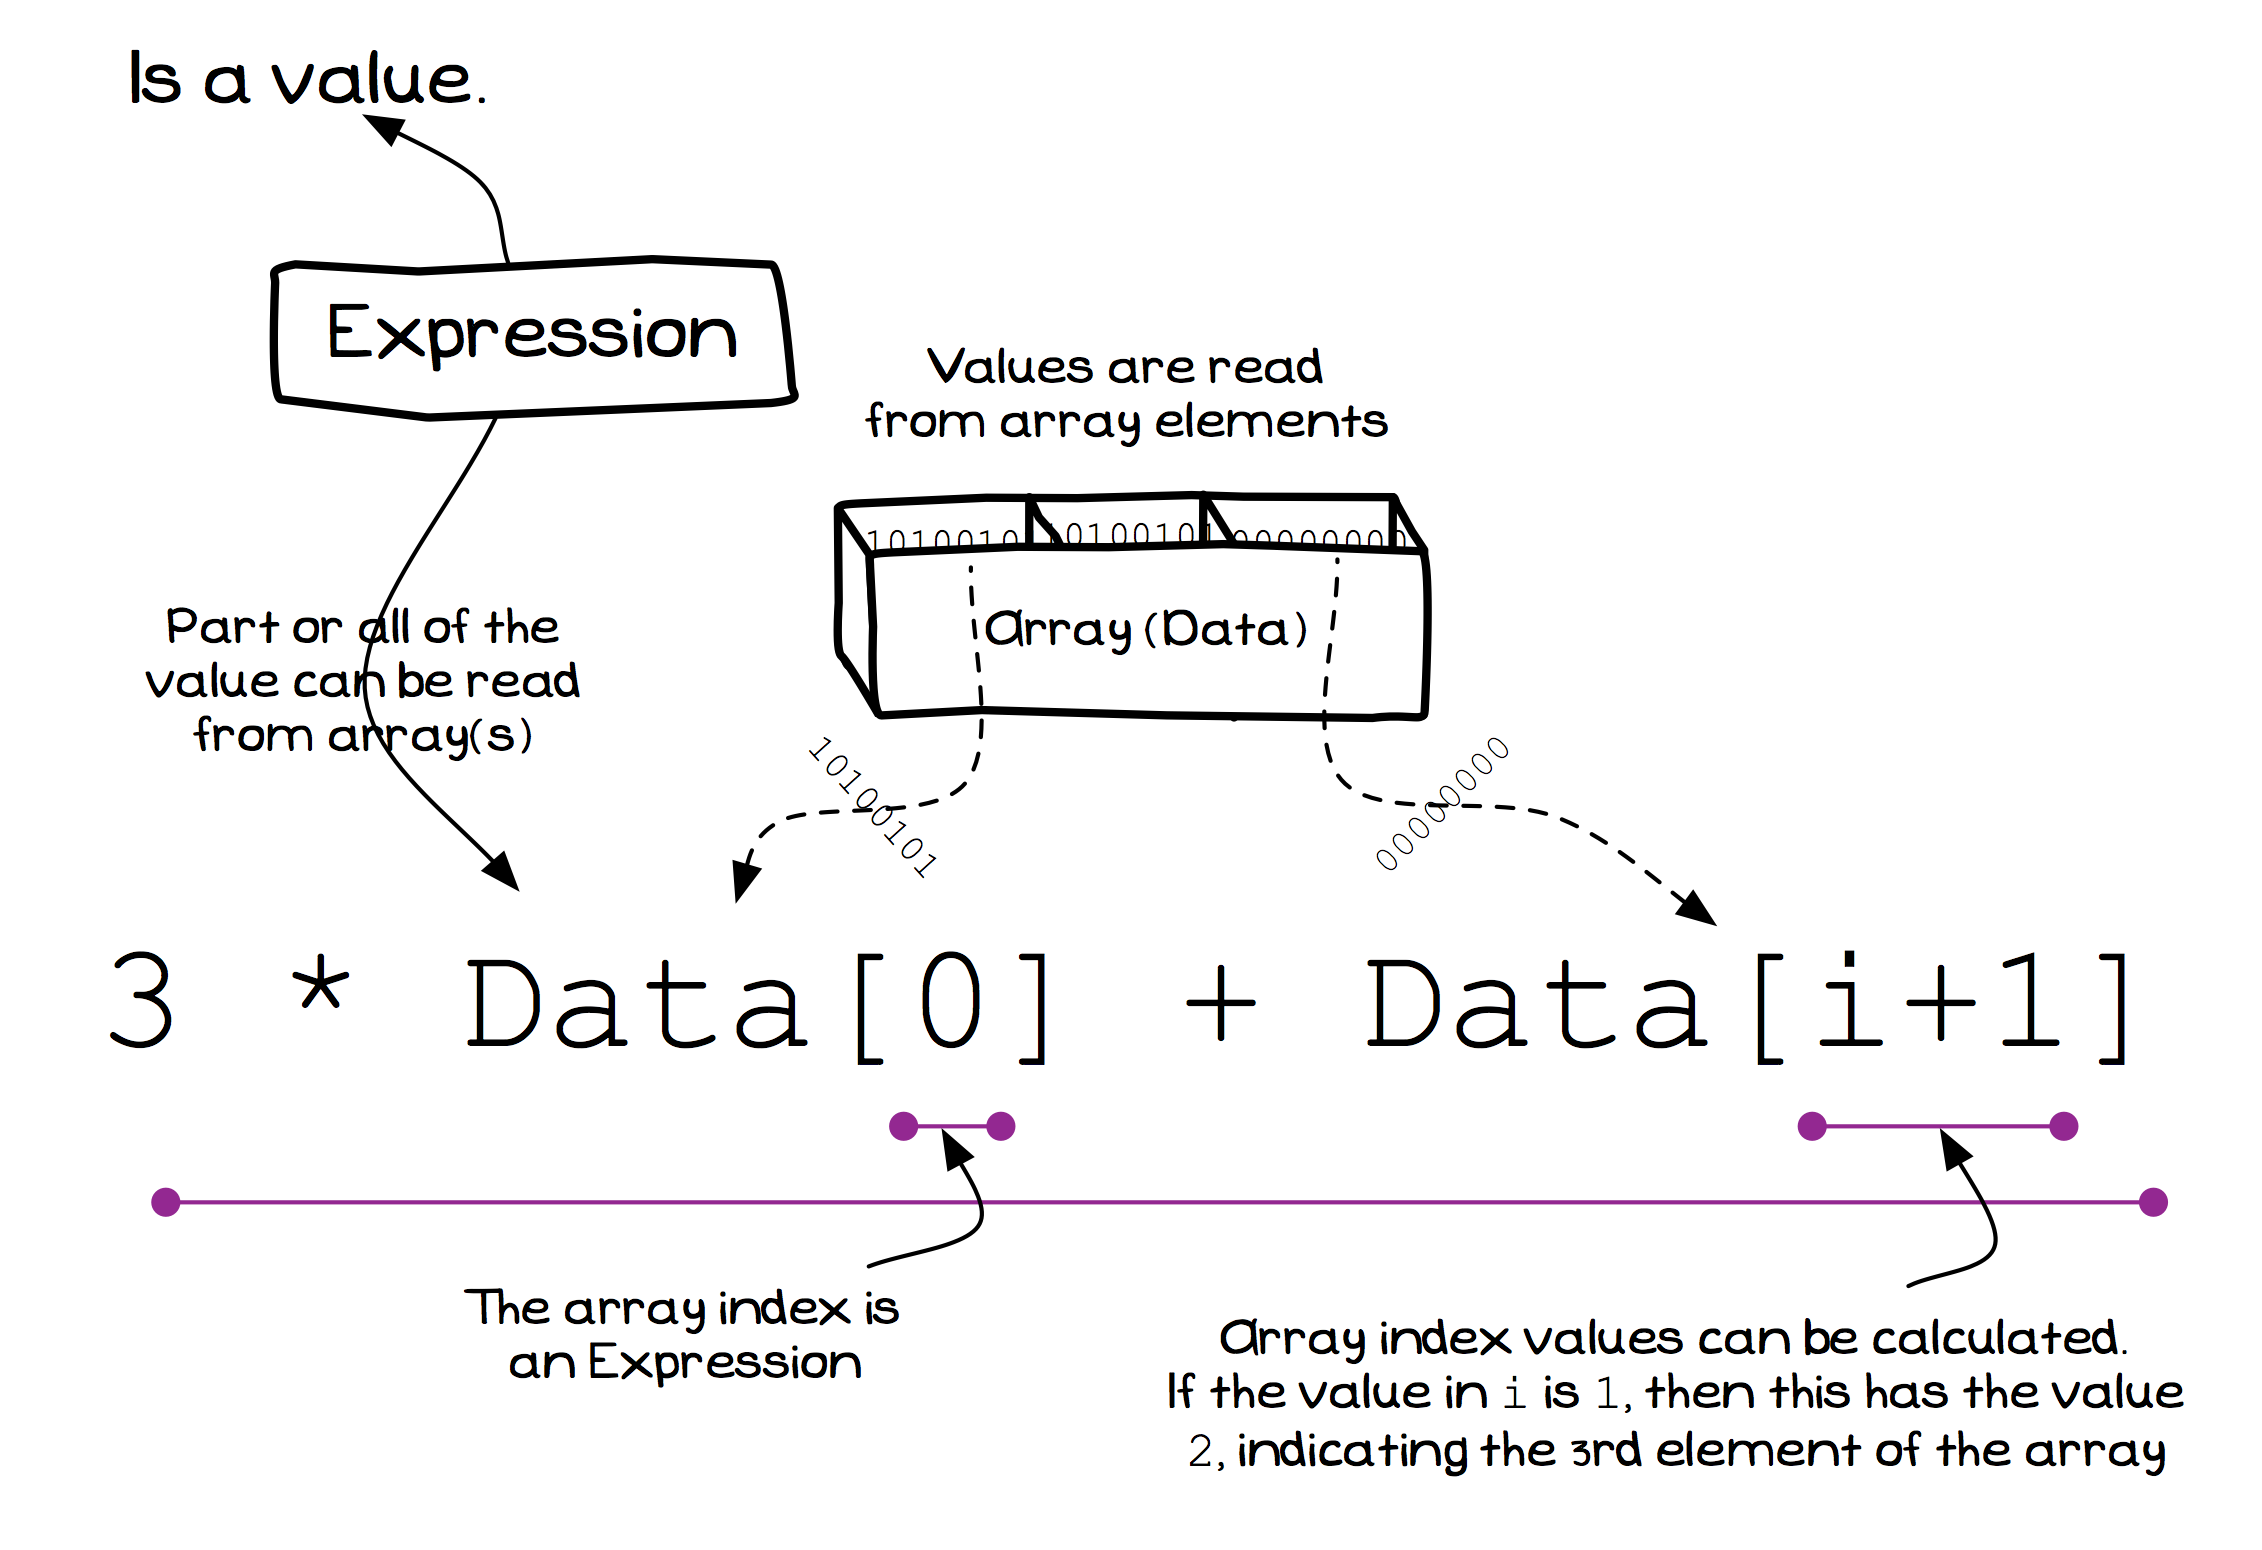 Is a value.
Expression
Values are read
from array elements
1010010
10100101
00000000
Array (Data)
Part or all of the
value can be read
from array(s)
10100101
00000000
3 * Data[0] + Data[i+1]
The array index is
an Expression
Array index values can be calculated.
If the value in i is 1, then this has the value
2, indicating the 3rd element of the array